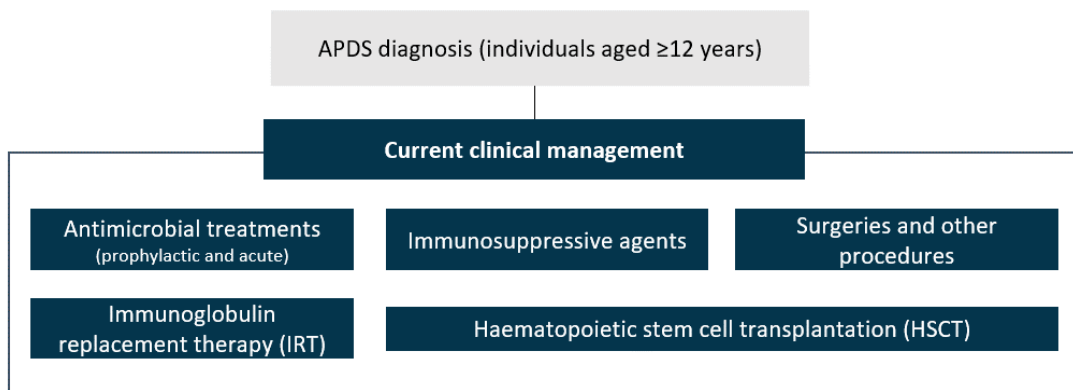 APDS diagnosis (individuals aged ≥12 years)
Current clinical management
Antimicrobial treatments
(prophylactic and acute)
Immunosuppressive agents
Surgeries and other
procedures
Immunoglobulin
replacement therapy (IRT)
Haematopoietic stem cell transplantation (HSCT)